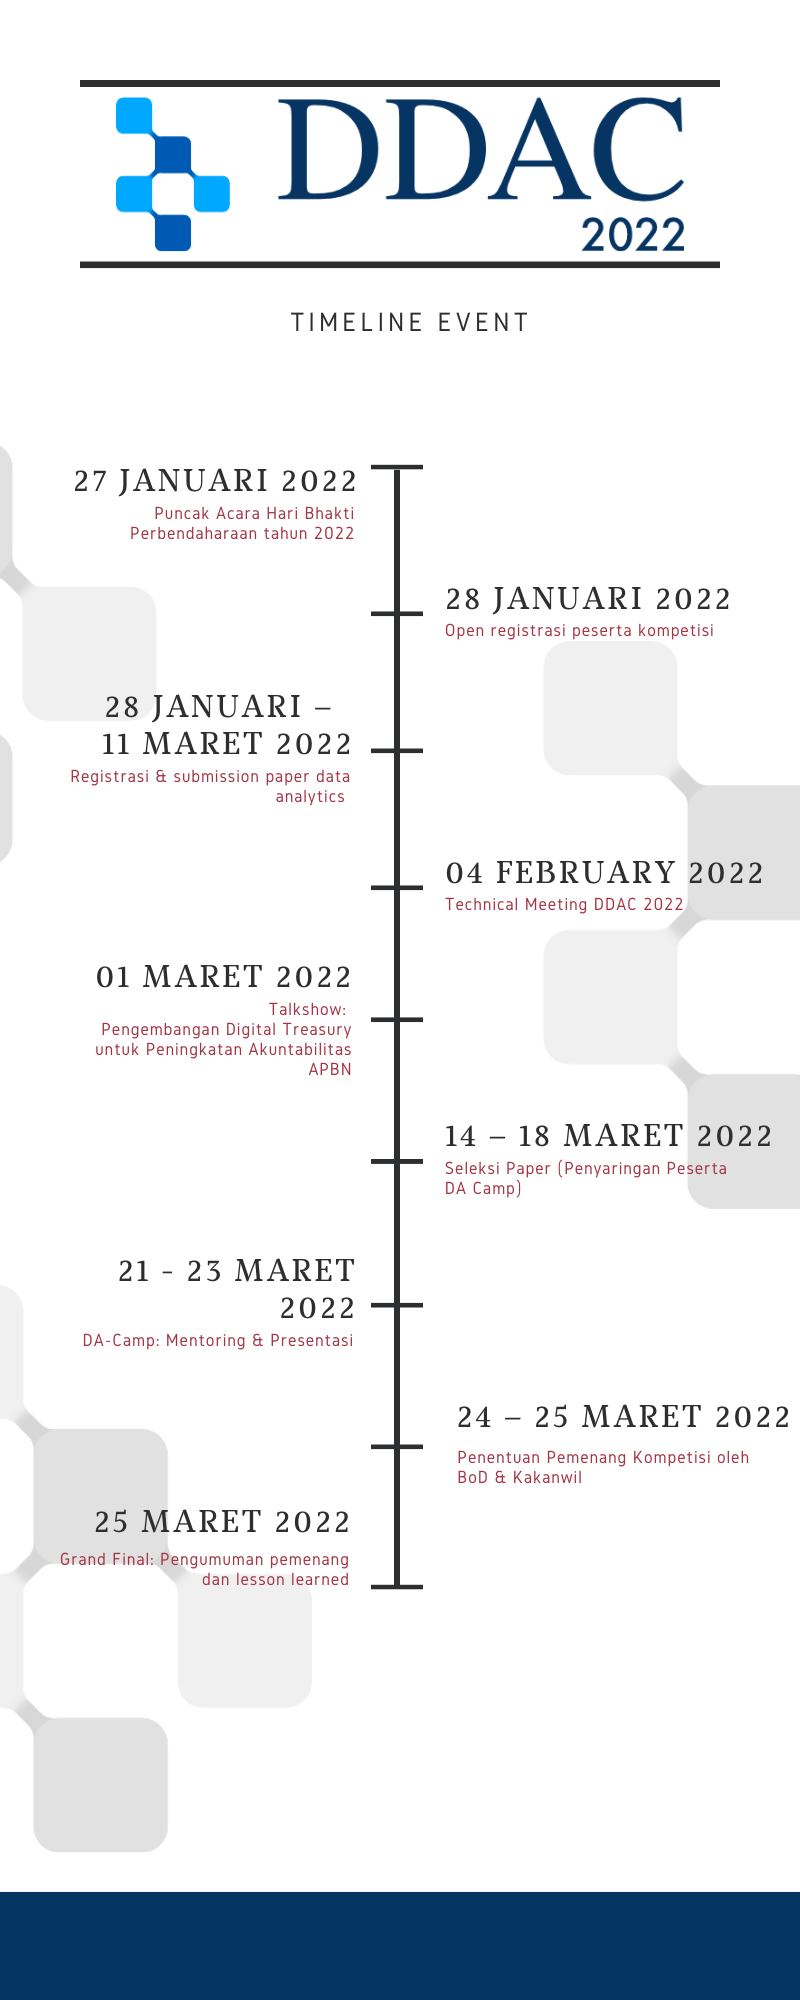 DDAC
2022
TIMELINE EVENT
27 JANUARI 2022
Puncak Acara Hari Bhakti
Perbendaharaan tahun 2022
28 JANUARI 2022
Open registrasi peserta kompetisi
28 JANUARI –
11 MARET 2022
Registrasi & submission paper data
analytics
04 FEBRUARY 2022
Technical Meeting DDAC 2022
01 MARET 2022
Talkshow:
Pengembangan Digital Treasury
untuk Peningkatan Akuntabilitas
APBN
14 – 18 MARET 2022
Seleksi Paper (Penyaringan Peserta
DA Camp)
21 - 23 MARET
2022
DA-Camp: Mentoring & Presentasi
24 – 25 MARET 2022
Penentuan Pemenang Kompetisi oleh
BoD & Kakanwil
25 MARET 2022
Grand Final: Pengumuman pemenang
dan lesson learned